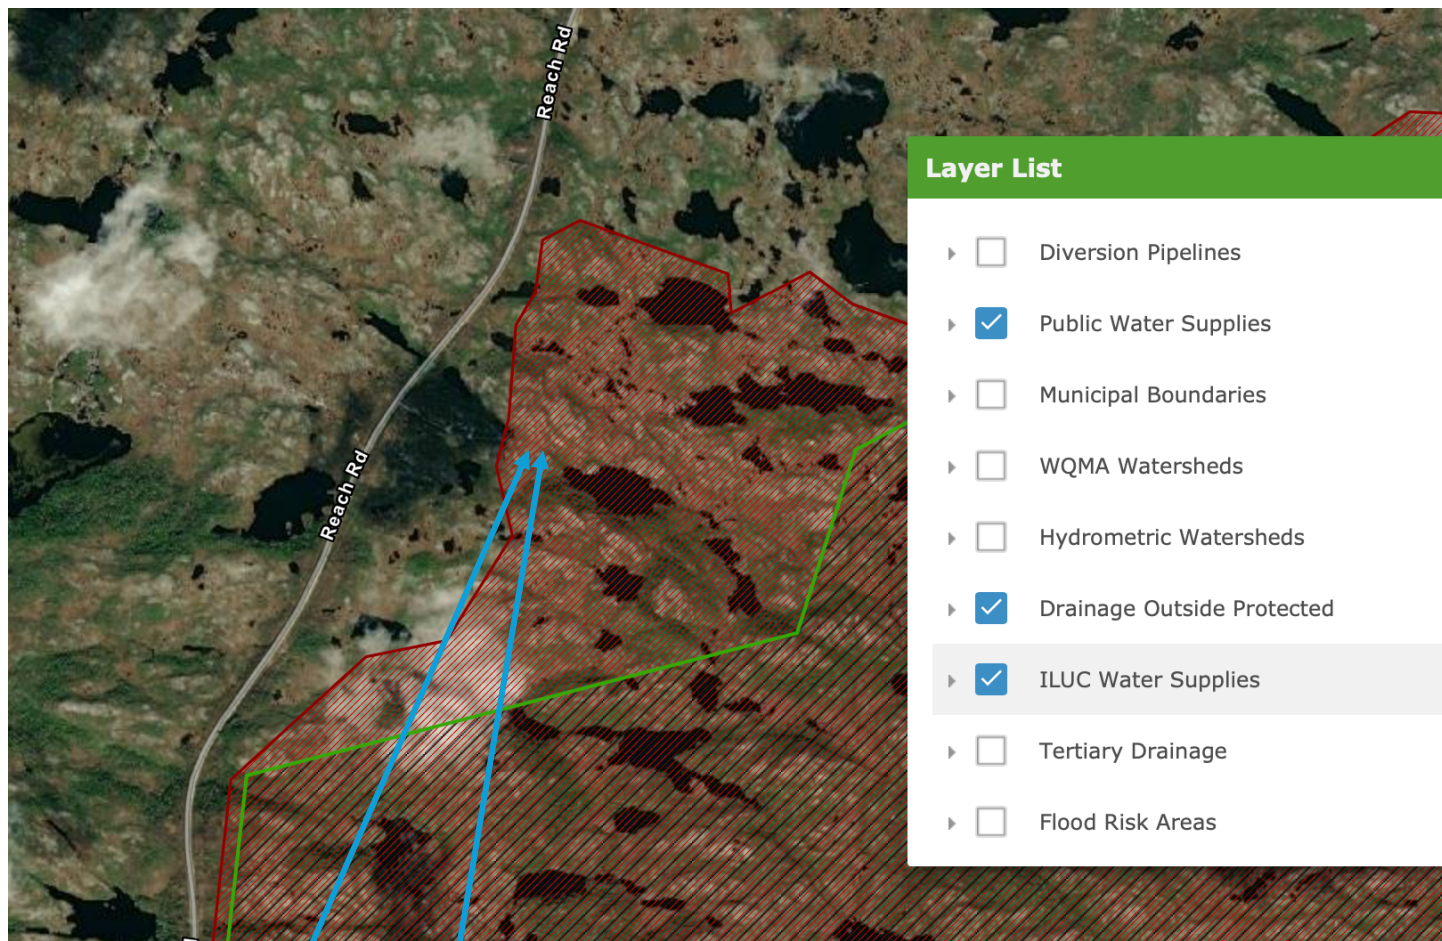 Reach Rd
Reach Rd
Layer List
Diversion Pipelines
Public Water Supplies
Municipal Boundaries
WQMA Watersheds
Hydrometric Watersheds
Drainage Outside Protected
ILUC Water Supplies
Tertiary Drainage
Flood Risk Areas